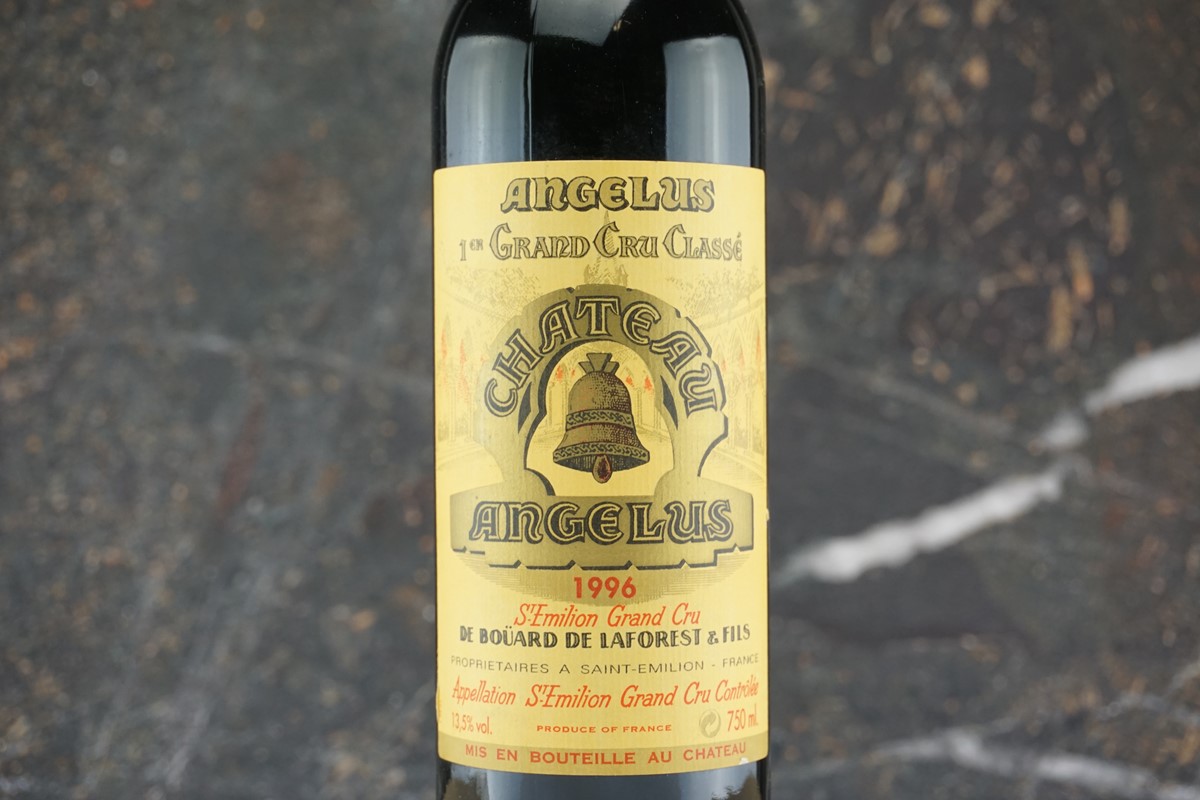 ANGELUS
1ER GRAND CRU CLASSÉ
CHATEAU
ANGELUS
1996
ST-Emilion Grand Cru
DE BOÜARD DE LAFOREST & FILS
PROPRIETAIRES A SAINT-EMILION - FRANCE
Appellation ST-Emilion Grand Cru Contrôlée
13,5% vol. PRODUCE OF FRANCE 750 ml.
MIS EN BOUTEILLE AU CHATEAU